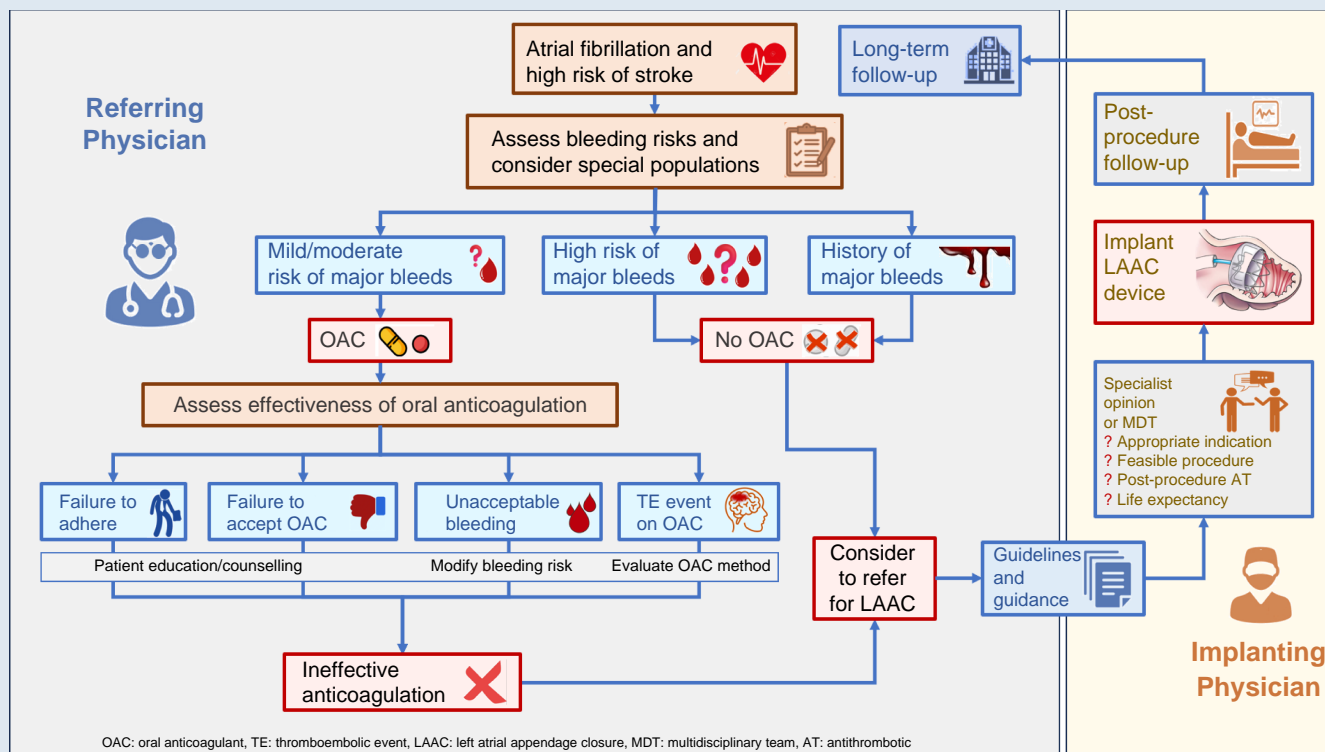 Atrial fibrillation and
high risk of stroke
Long-term
follow-up
Referring
Physician
Assess bleeding risks and
consider special populations
Post-
procedure
follow-up
Mild/moderate
risk of major bleeds
?
High risk of
major bleeds
?
History of
major bleeds
Implant
LAAC
device
OAC
No OAC
Assess effectiveness of oral anticoagulation
Specialist
opinion
or MDT
? Appropriate indication
? Feasible procedure
? Post-procedure AT
? Life expectancy
Failure to
adhere
Failure to
accept OAC
Unacceptable
bleeding
TE event
on OAC
Patient education/counselling
Modify bleeding risk
Evaluate OAC method
Consider
to refer
for LAAC
Guidelines
and
guidance
Ineffective
anticoagulation
Implanting
Physician
OAC: oral anticoagulant, TE: thromboembolic event, LAAC: left atrial appendage closure, MDT: multidisciplinary team, AT: antithrombotic